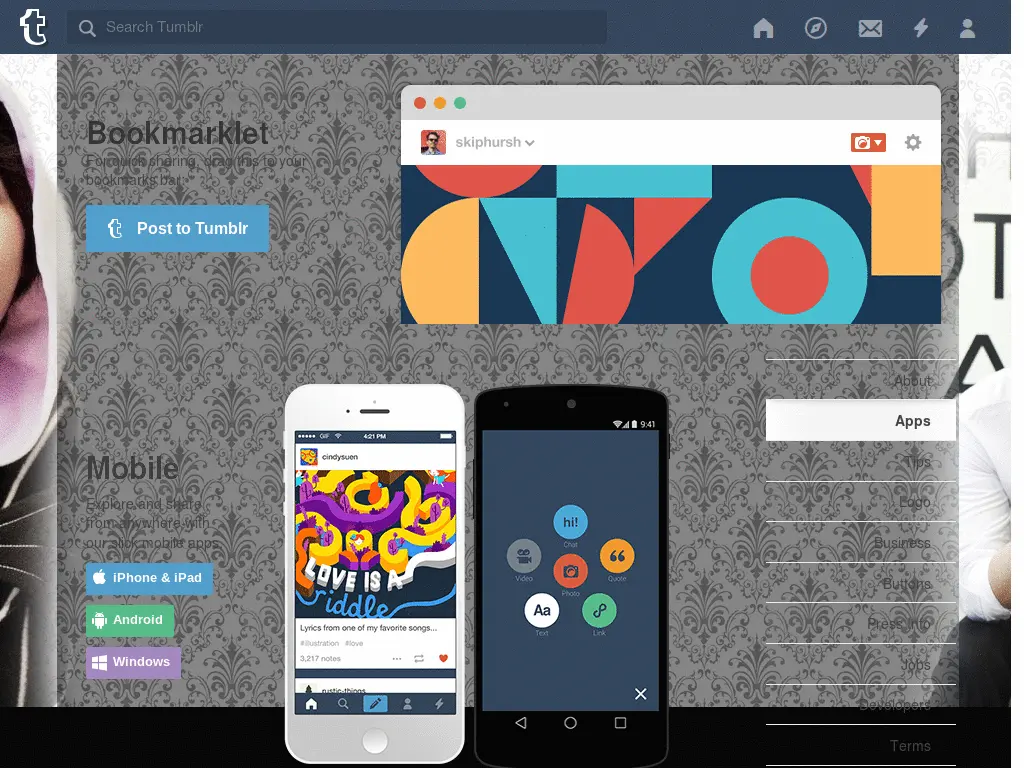 Search Tumblr
Bookmarklet
For quick sharing, drag this to your
bookmarks bar:
Post to Tumblr
skiphursh
Mobile
Explore and share
from anywhere with
our slick mobile apps.
iPhone & iPad
Android
Windows
GIF
4:21 PM
cindysuen
LOVE IS A
riddle
Lyrics from one of my favorite songs...
#illustration #love
3,217 notes
rustic-things
9:41
hi!
Chat
Video
Quote
Photo
Aa
Text
Link
About
Apps
Tips
Logo
Business
Buttons
Press info
Jobs
Developers
Terms